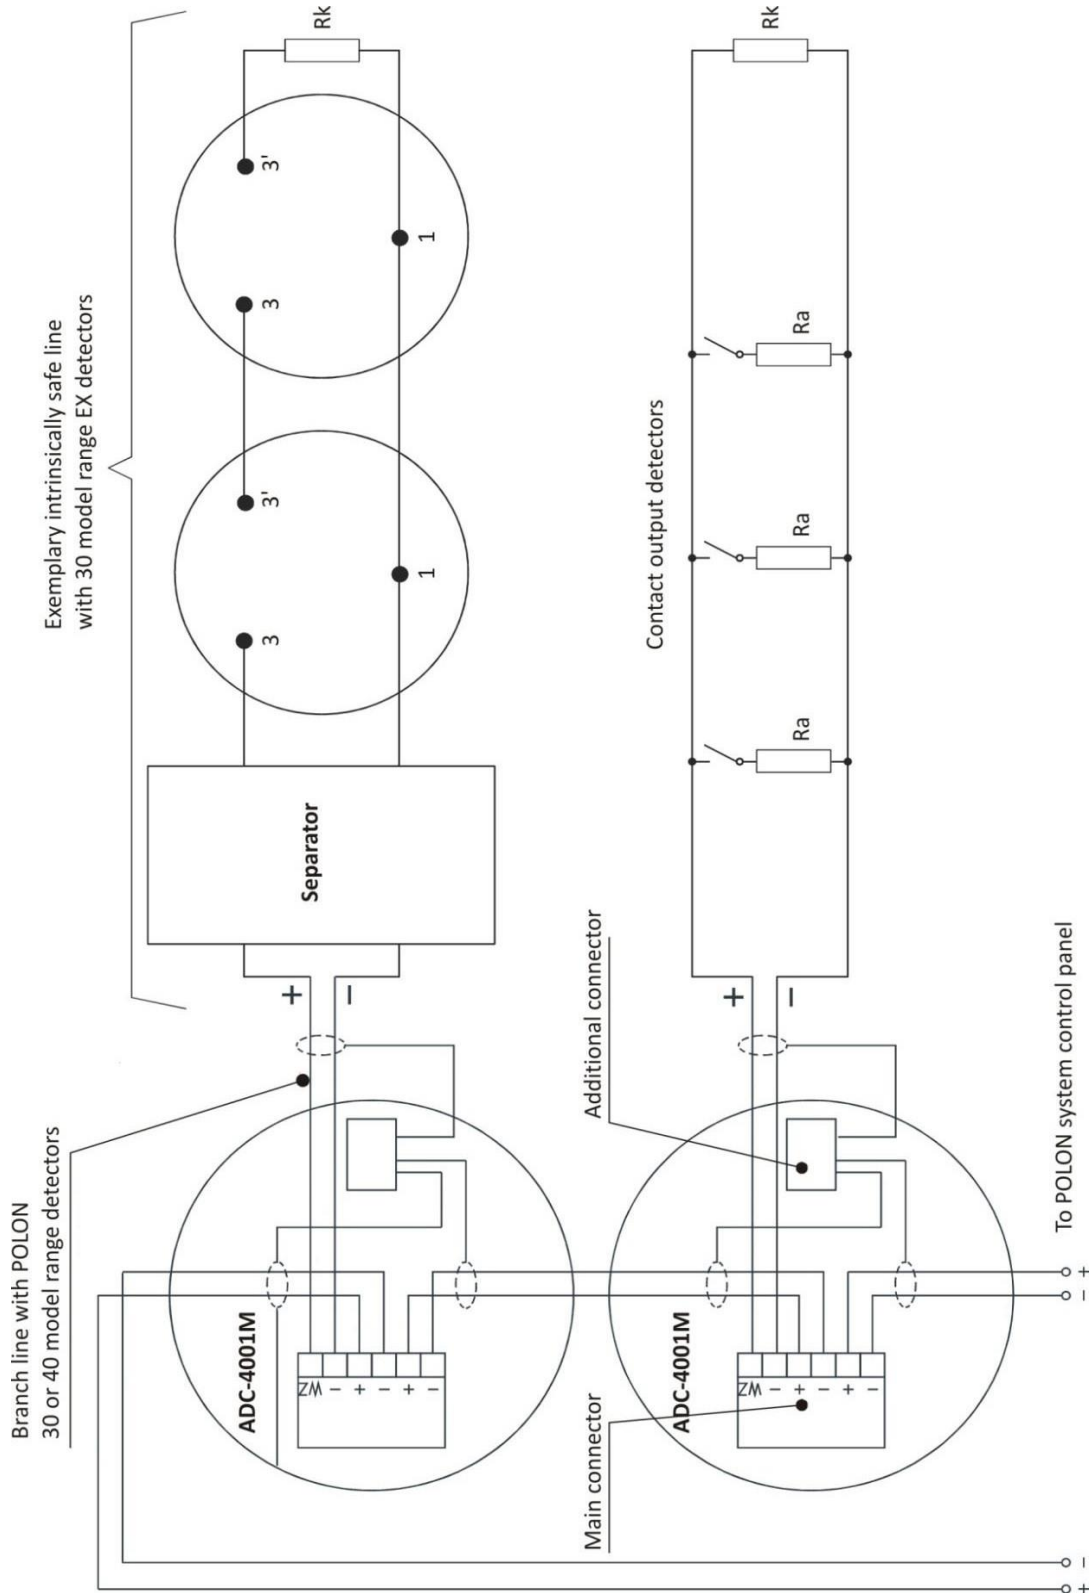 Exemplary intrinsically safe line
with 30 model range EX detectors
Branch line with POLON
30 or 40 model range detectors
ADC-4001M
WZ
−
+
−
+
−
+
−
Separator
3
3'
1
3
3'
1
Rk
Main connector
Additional connector
ADC-4001M
WZ
−
+
−
+
−
+
−
Contact output detectors
Ra
Ra
Ra
Rk
To POLON system control panel
+
−
−
+